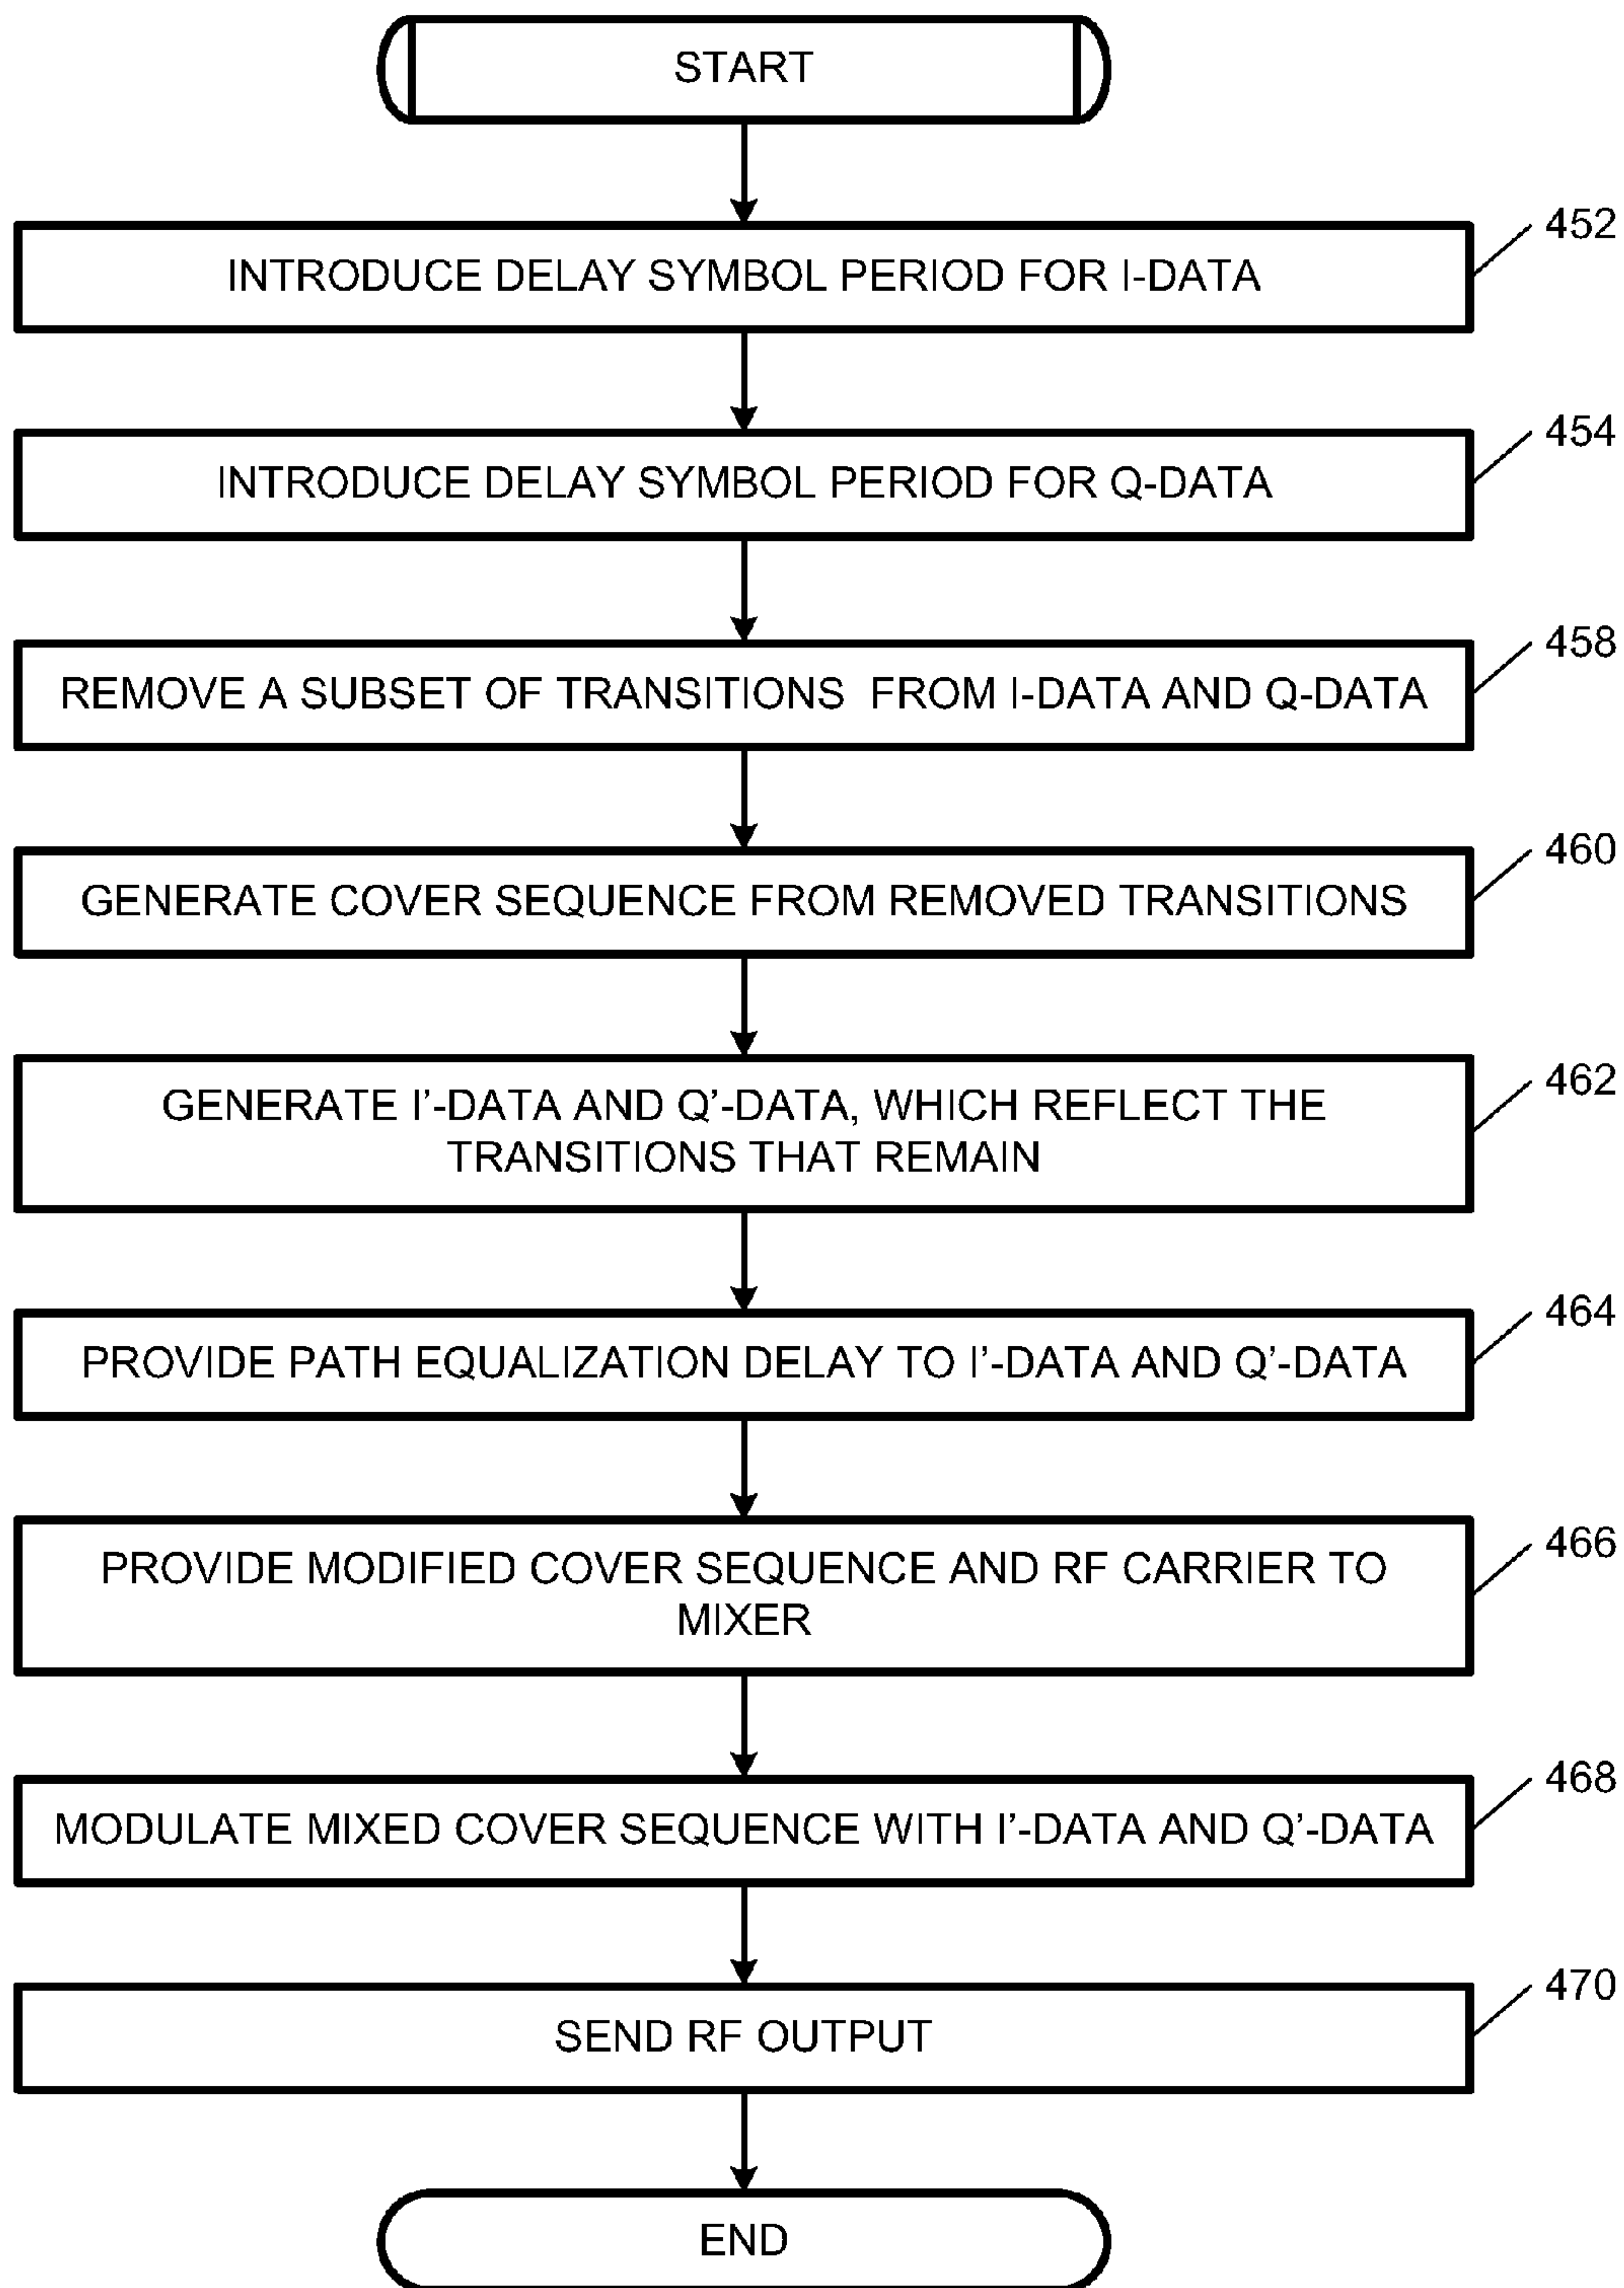 START
452
INTRODUCE DELAY SYMBOL PERIOD FOR I-DATA
454
INTRODUCE DELAY SYMBOL PERIOD FOR Q-DATA
458
REMOVE A SUBSET OF TRANSITIONS FROM I-DATA AND Q-DATA
460
GENERATE COVER SEQUENCE FROM REMOVED TRANSITIONS
462
GENERATE I'-DATA AND Q'-DATA, WHICH REFLECT THE
TRANSITIONS THAT REMAIN
464
PROVIDE PATH EQUALIZATION DELAY TO I'-DATA AND Q'-DATA
466
PROVIDE MODIFIED COVER SEQUENCE AND RF CARRIER TO
MIXER
468
MODULATE MIXED COVER SEQUENCE WITH I'-DATA AND Q'-DATA
470
SEND RF OUTPUT
END